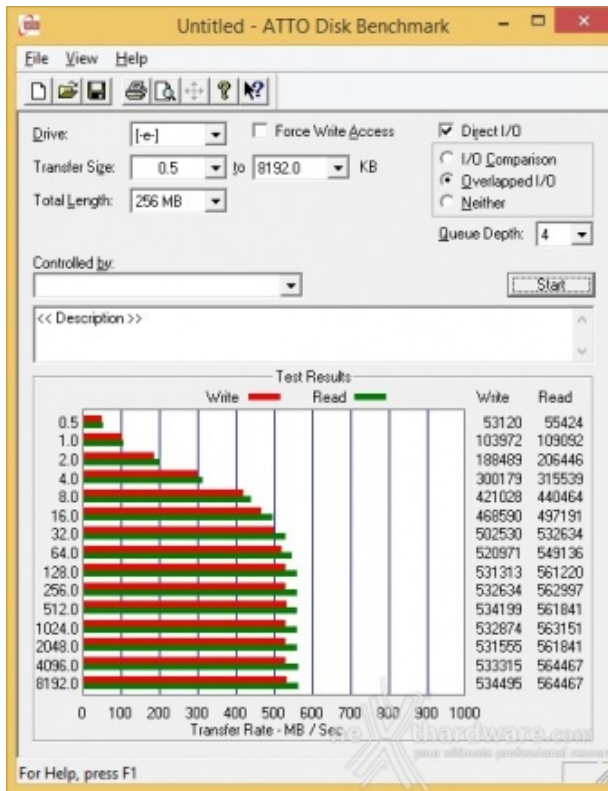 Untitled - ATTO Disk Benchmark
File View Help
Drive: [-e-] Force Write Access Direct I/O
Transfer Size: 0.5 to 8192.0 KB I/O Comparison
Overlapped I/O
Total Length: 256 MB Neither
Queue Depth: 4
Controlled by:
Start
<< Description >>
Test Results
Write Read Write Read
0.5 53120 55424
1.0 103972 109092
2.0 188489 206446
4.0 300179 315539
8.0 421028 440464
16.0 468590 497191
32.0 502530 532634
64.0 520971 549136
128.0 531313 561220
256.0 532634 562997
512.0 534199 561841
1024.0 532874 563151
2048.0 531555 561841
4096.0 533315 564467
8192.0 534495 564467
0 100 200 300 400 500 600 700 800 900 1000
Transfer Rate - MB / Sec
your ultimate professional
For Help, press F1